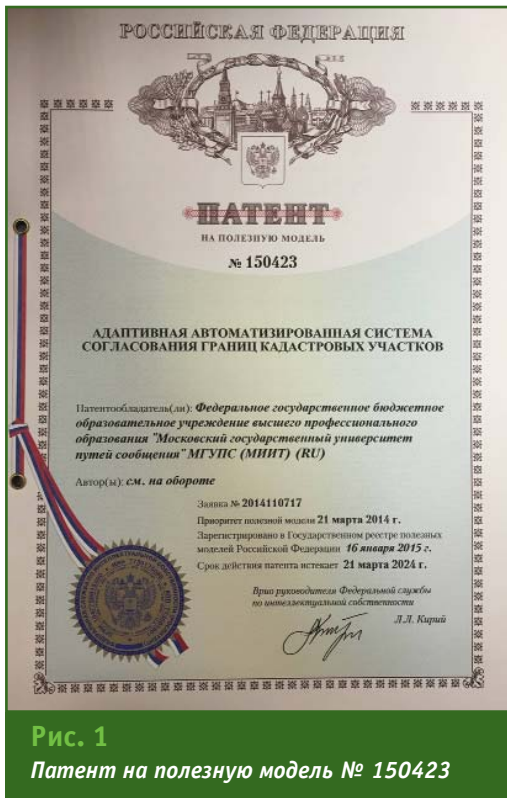 РОССИЙСКАЯ ФЕДЕРАЦИЯ
ПАТЕНТ
НА ПОЛЕЗНУЮ МОДЕЛЬ
№ 150423
АДАПТИВНАЯ АВТОМАТИЗИРОВАННАЯ СИСТЕМА
СОГЛАСОВАНИЯ ГРАНИЦ КАДАСТРОВЫХ УЧАСТКОВ
Патентообладатель(ли): Федеральное государственное бюджетное
образовательное учреждение высшего профессионального
образования "Московский государственный университет
путей сообщения" МГУПС (МИИТ) (RU)
Автор(ы): см. на обороте
Заявка № 2014110717
Приоритет полезной модели 21 марта 2014 г.
Зарегистрировано в Государственном реестре полезных
моделей Российской Федерации 16 января 2015 г.
Срок действия патента истекает 21 марта 2024 г.
Врио руководителя Федеральной службы
по интеллектуальной собственности
Л.Л. Кирий
Рис. 1
Патент на полезную модель № 150423